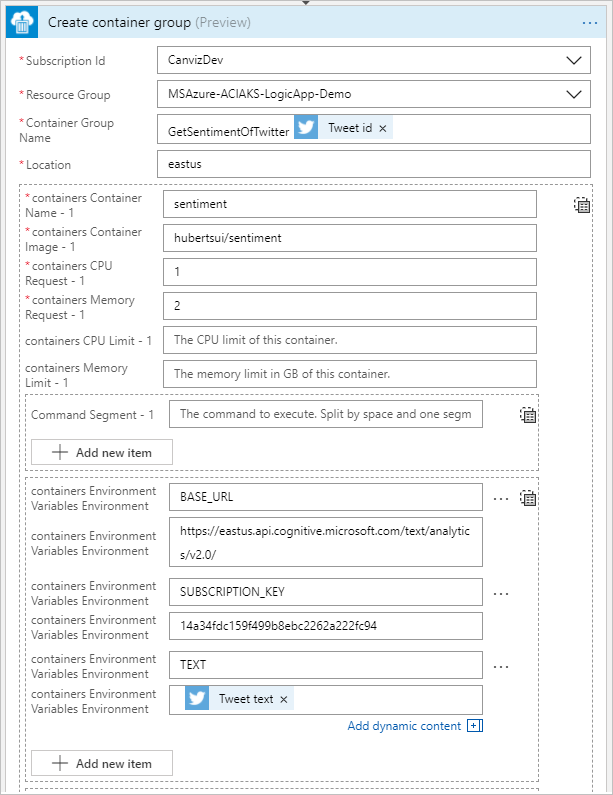 Create container group (Preview)
*Subscription Id
CanvizDev
*Resource Group
MSAzure-ACIAKS-LogicApp-Demo
*Container Group
Name
GetSentimentOfTwitter Tweet id ×
*Location
eastus
*containers Container
Name - 1
sentiment
*containers Container
Image - 1
hubertsui/sentiment
*containers CPU
Request - 1
1
*containers Memory
Request - 1
2
containers CPU Limit - 1
The CPU limit of this container.
containers Memory
Limit - 1
The memory limit in GB of this container.
Command Segment - 1
The command to execute. Split by space and one segm
Add new item
containers Environment
Variables Environment
BASE_URL
containers Environment
Variables Environment
https://eastus.api.cognitive.microsoft.com/text/analytic
s/v2.0/
containers Environment
Variables Environment
SUBSCRIPTION_KEY
containers Environment
Variables Environment
14a34fdc159f499b8ebc2262a222fc94
containers Environment
Variables Environment
TEXT
containers Environment
Variables Environment
Tweet text ×
Add dynamic content
Add new item